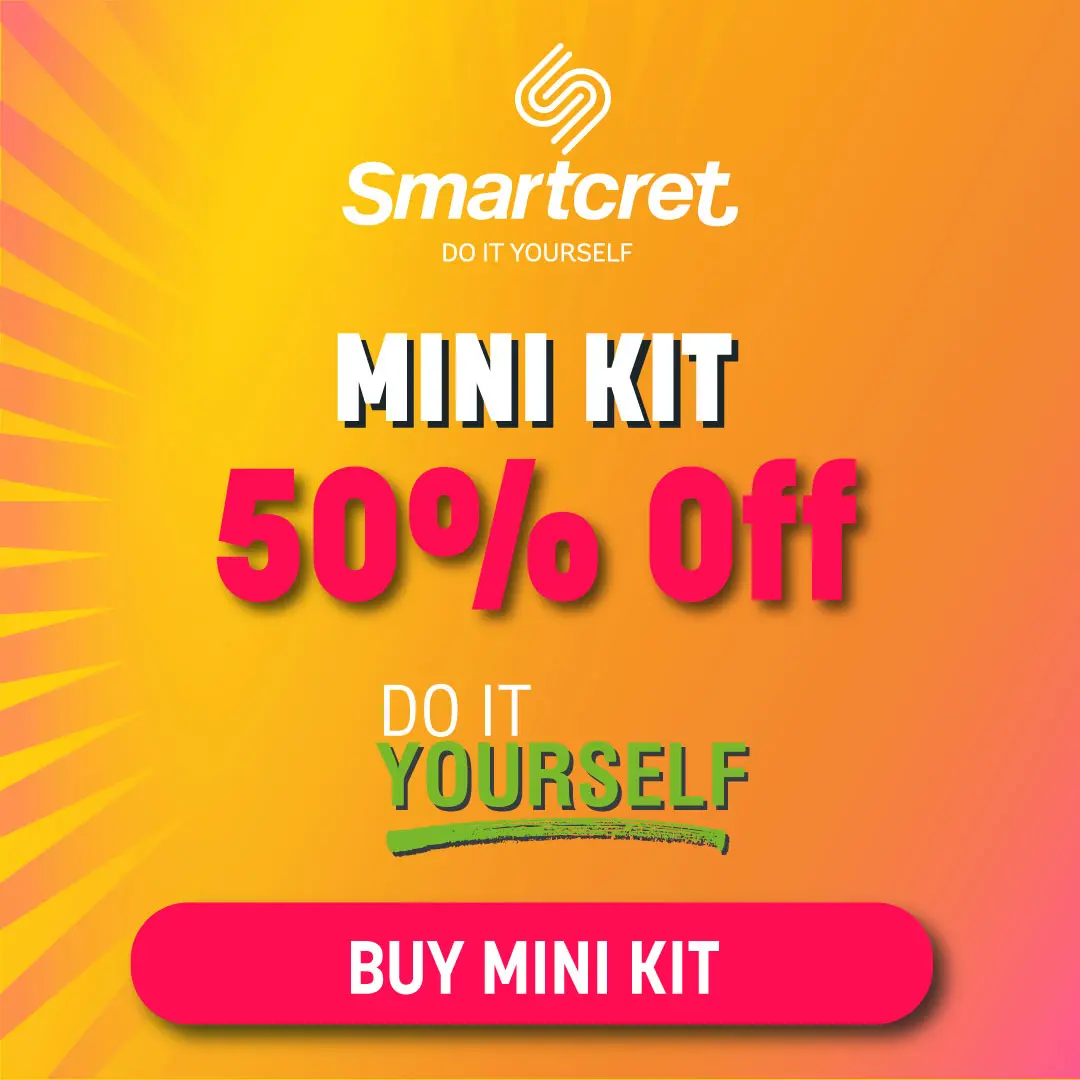 Smartcret
DO IT YOURSELF
MINI KIT
50% Off
DO IT
YOURSELF
BUY MINI KIT